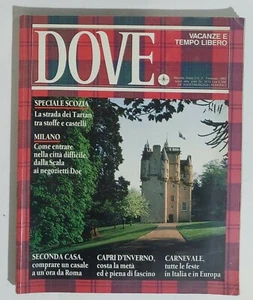 DOVE
VACANZE E
TEMPO LIBERO
SPECIALE SCOZIA
La strada dei Tartan
tra stoffe e castelli
MILANO
Come entrare
nella città difficile
dalla Scala
ai negozietti Doc
SECONDA CASA,
comprare un casale
a un'ora da Roma
CAPRI D'INVERNO,
costa la metà
ed è piena di fascino
CARNEVALE,
tutte le feste
in Italia e in Europa